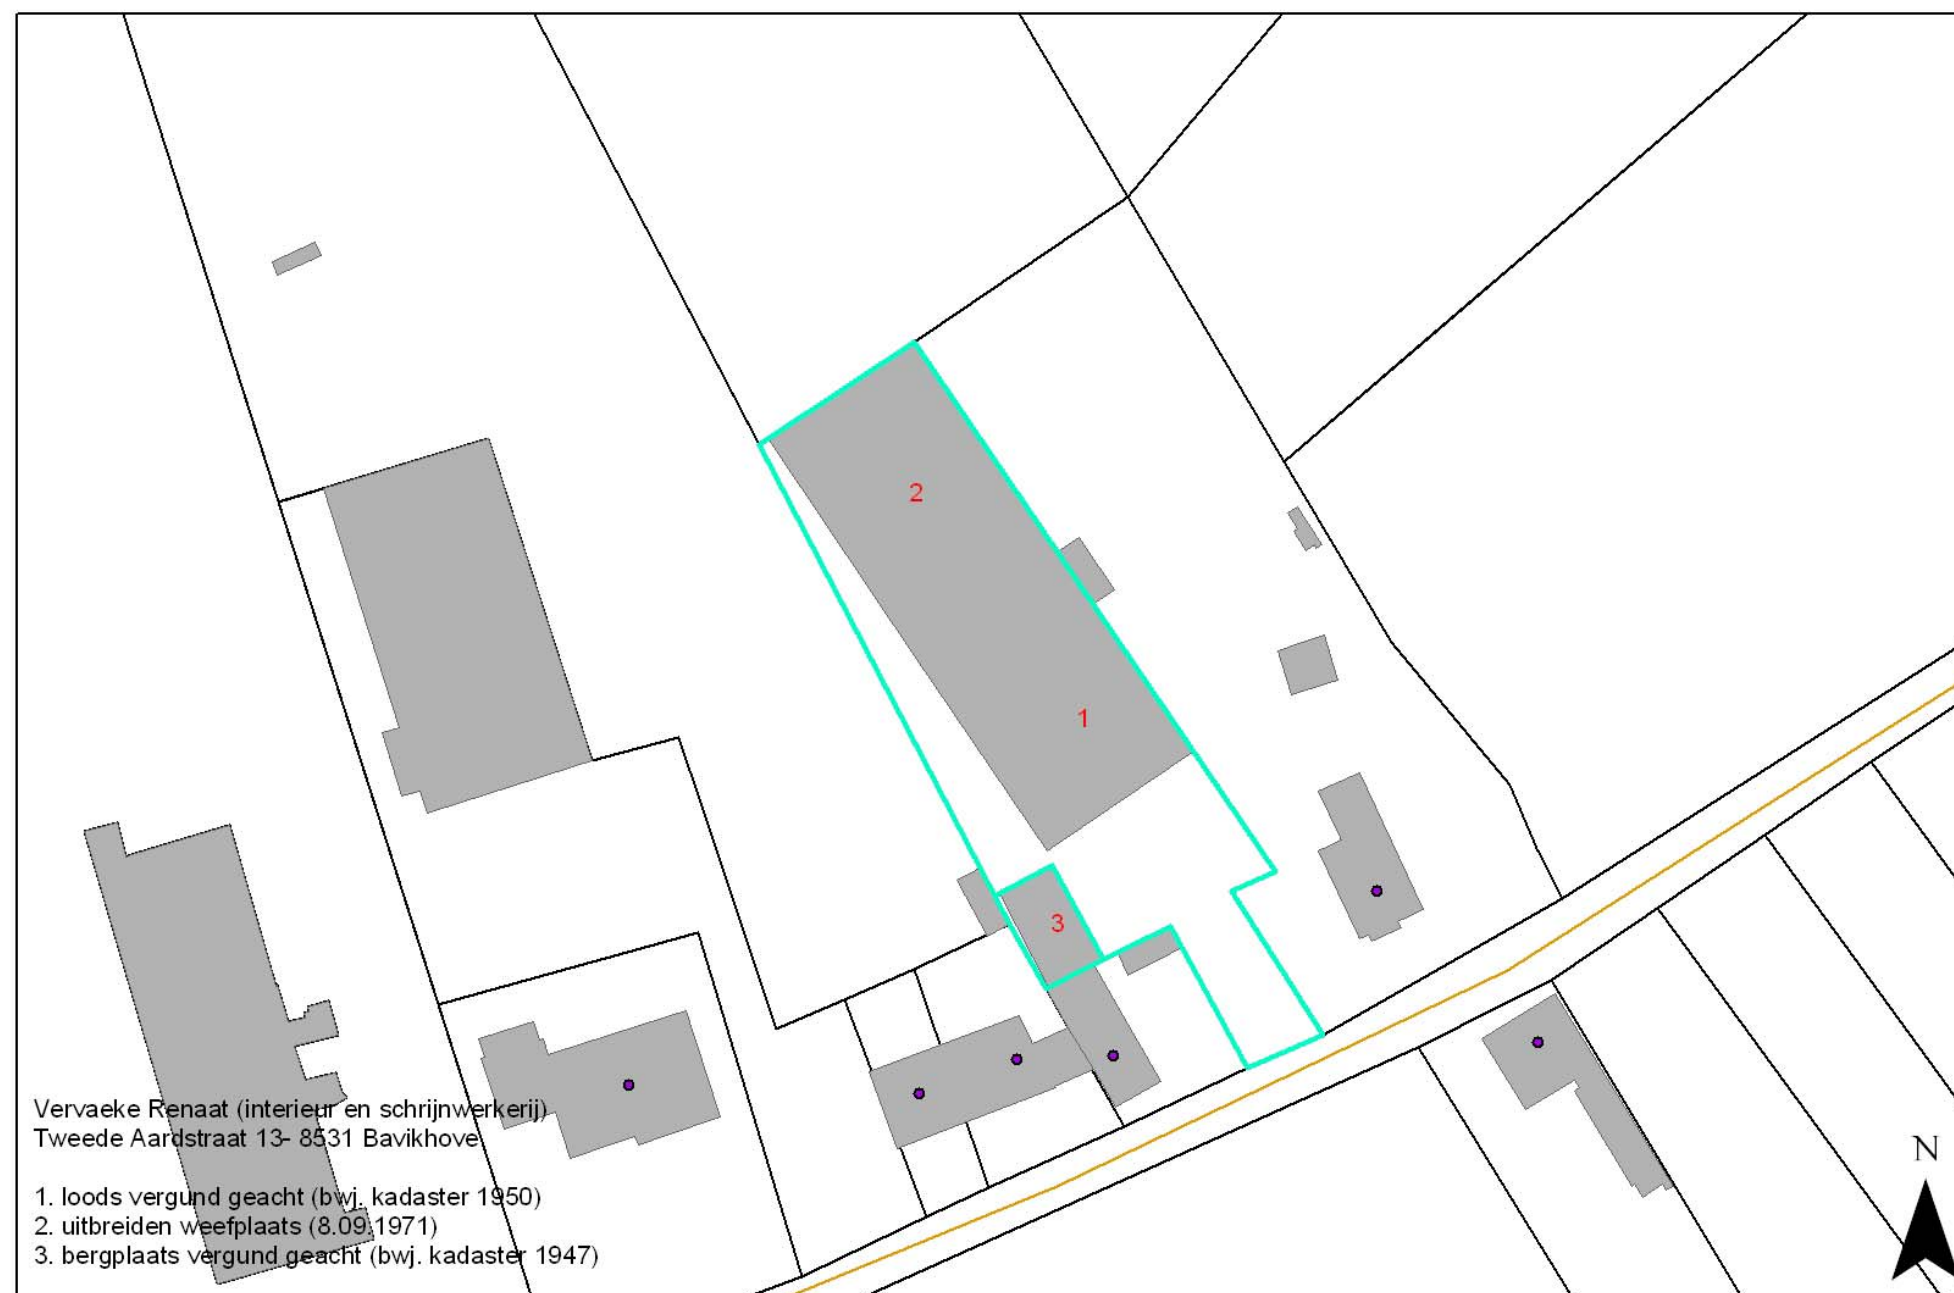 2
1
3
Vervaeke Renaat (interieur en schrijnwerkerij)
Tweede Aardstraat 13- 8531 Bavikhove
1. loods vergund geacht (bwj. kadaster 1950)
2. uitbreiden weefplaats (8.09.1971)
3. bergplaats vergund geacht (bwj. kadaster 1947)
N